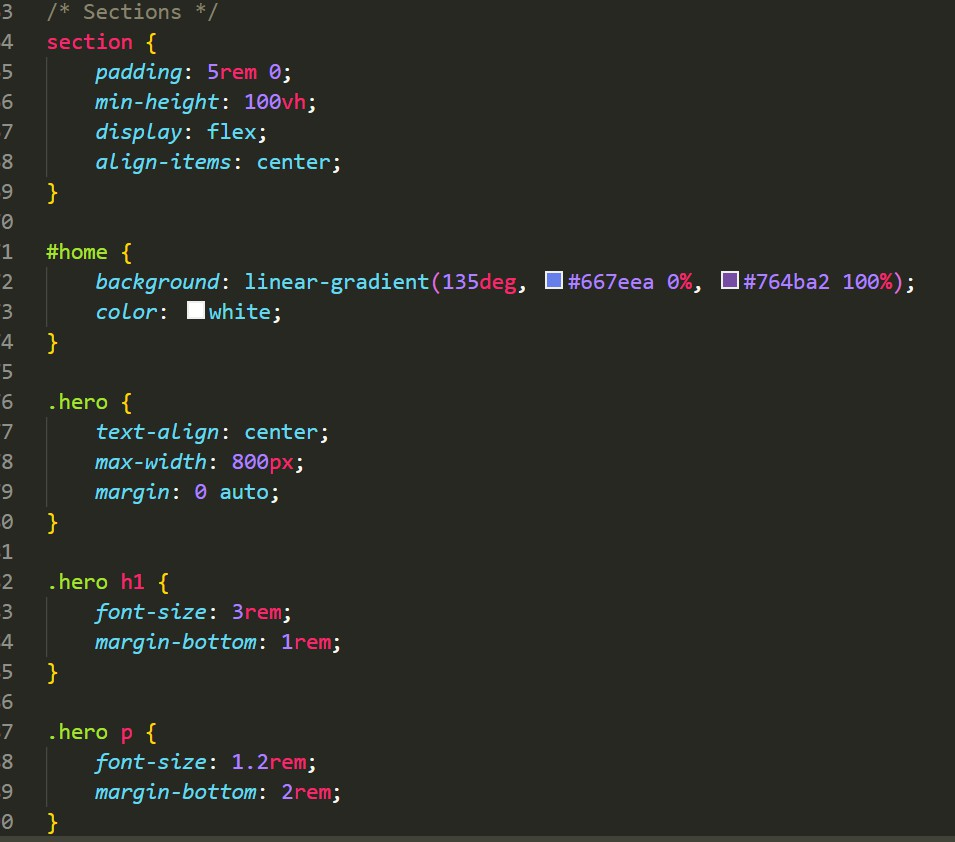 3 /* Sections */
4 section {
5     padding: 5rem 0;
6     min-height: 100vh;
7     display: flex;
8     align-items: center;
9 }
0
1 #home {
2     background: linear-gradient(135deg, #667eea 0%, #764ba2 100%);
3     color: white;
4 }
5
6 .hero {
7     text-align: center;
8     max-width: 800px;
9     margin: 0 auto;
0 }
1
2 .hero h1 {
3     font-size: 3rem;
4     margin-bottom: 1rem;
5 }
6
7 .hero p {
8     font-size: 1.2rem;
9     margin-bottom: 2rem;
0 }